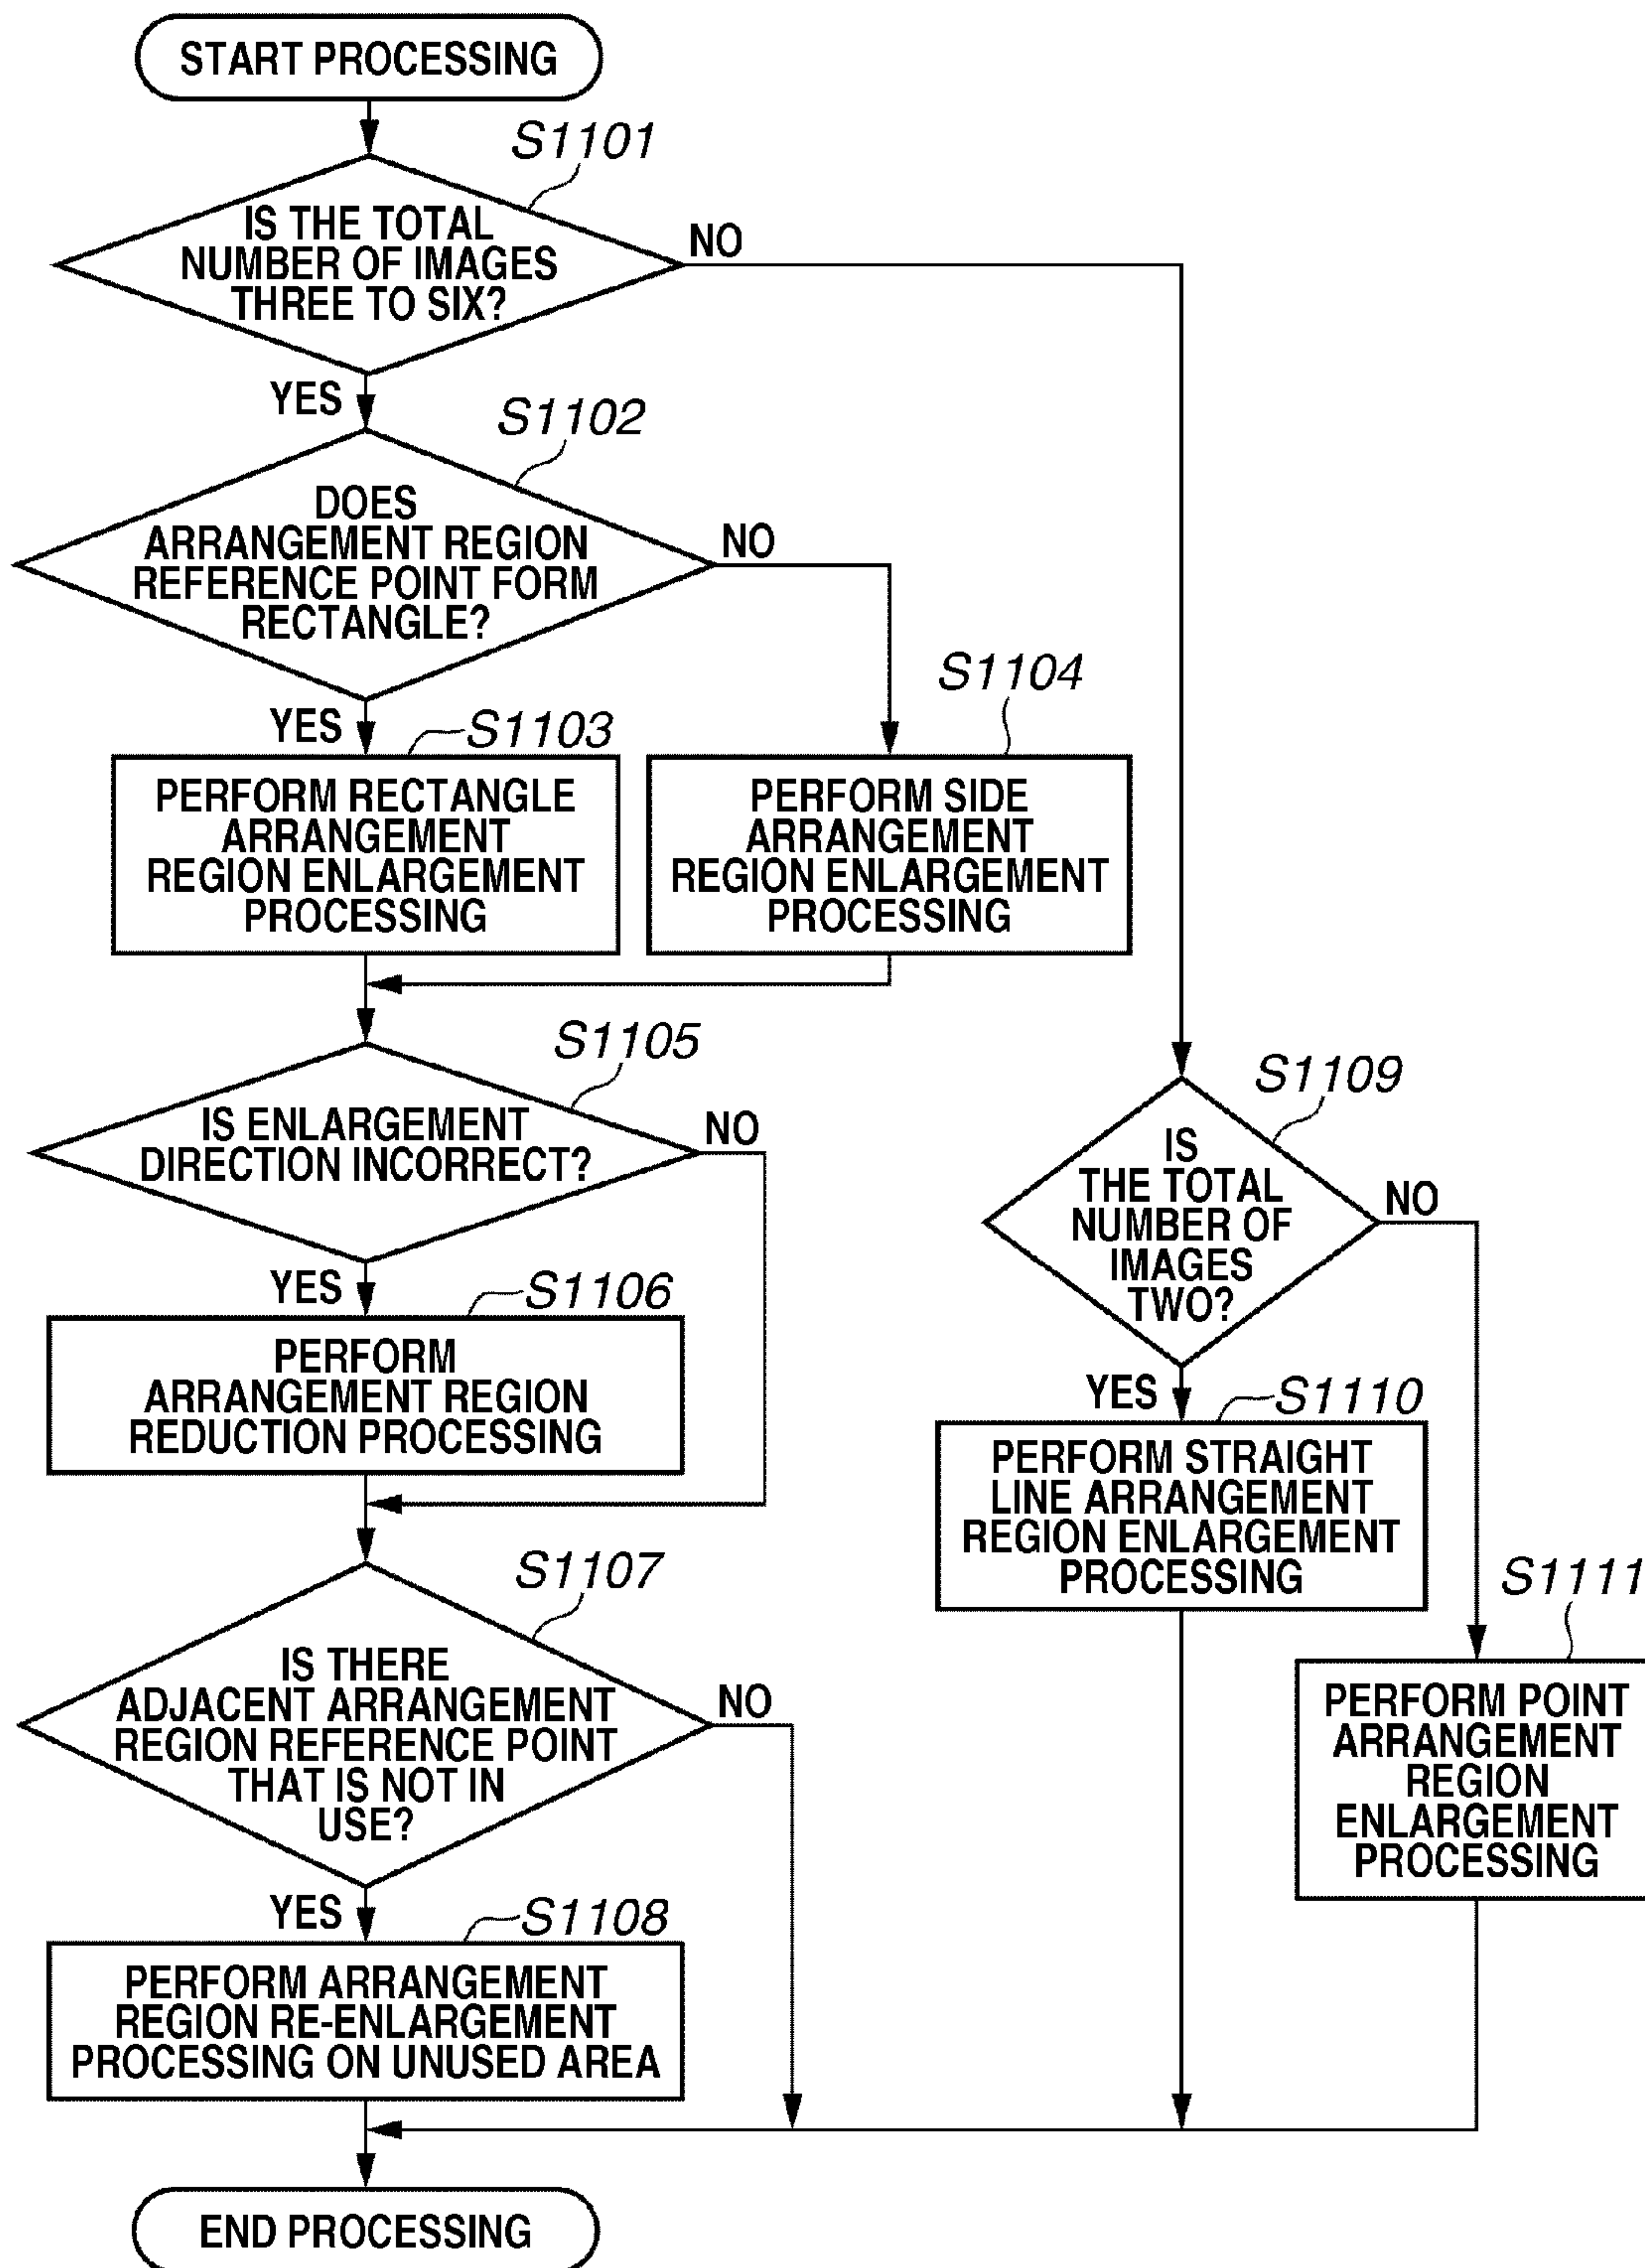 START PROCESSING
S1101
IS THE TOTAL
NUMBER OF IMAGES
THREE TO SIX?
NO
YES
S1102
DOES
ARRANGEMENT REGION
REFERENCE POINT FORM
RECTANGLE?
NO
YES
S1103
PERFORM RECTANGLE
ARRANGEMENT
REGION ENLARGEMENT
PROCESSING
S1104
PERFORM SIDE
ARRANGEMENT
REGION ENLARGEMENT
PROCESSING
S1105
IS ENLARGEMENT
DIRECTION INCORRECT?
NO
YES
S1106
PERFORM
ARRANGEMENT REGION
REDUCTION PROCESSING
S1107
IS THERE
ADJACENT ARRANGEMENT
REGION REFERENCE POINT
THAT IS NOT IN
USE?
NO
YES
S1108
PERFORM ARRANGEMENT
REGION RE-ENLARGEMENT
PROCESSING ON UNUSED AREA
S1109
IS
THE TOTAL
NUMBER OF
IMAGES
TWO?
NO
YES
S1110
PERFORM STRAIGHT
LINE ARRANGEMENT
REGION ENLARGEMENT
PROCESSING
S1111
PERFORM POINT
ARRANGEMENT
REGION
ENLARGEMENT
PROCESSING
END PROCESSING